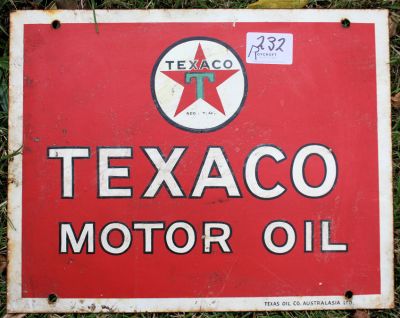 232
TEXACO
T
REG. T.M.
TEXACO
MOTOR OIL
TEXAS OIL CO. AUSTRALASIA LTD.